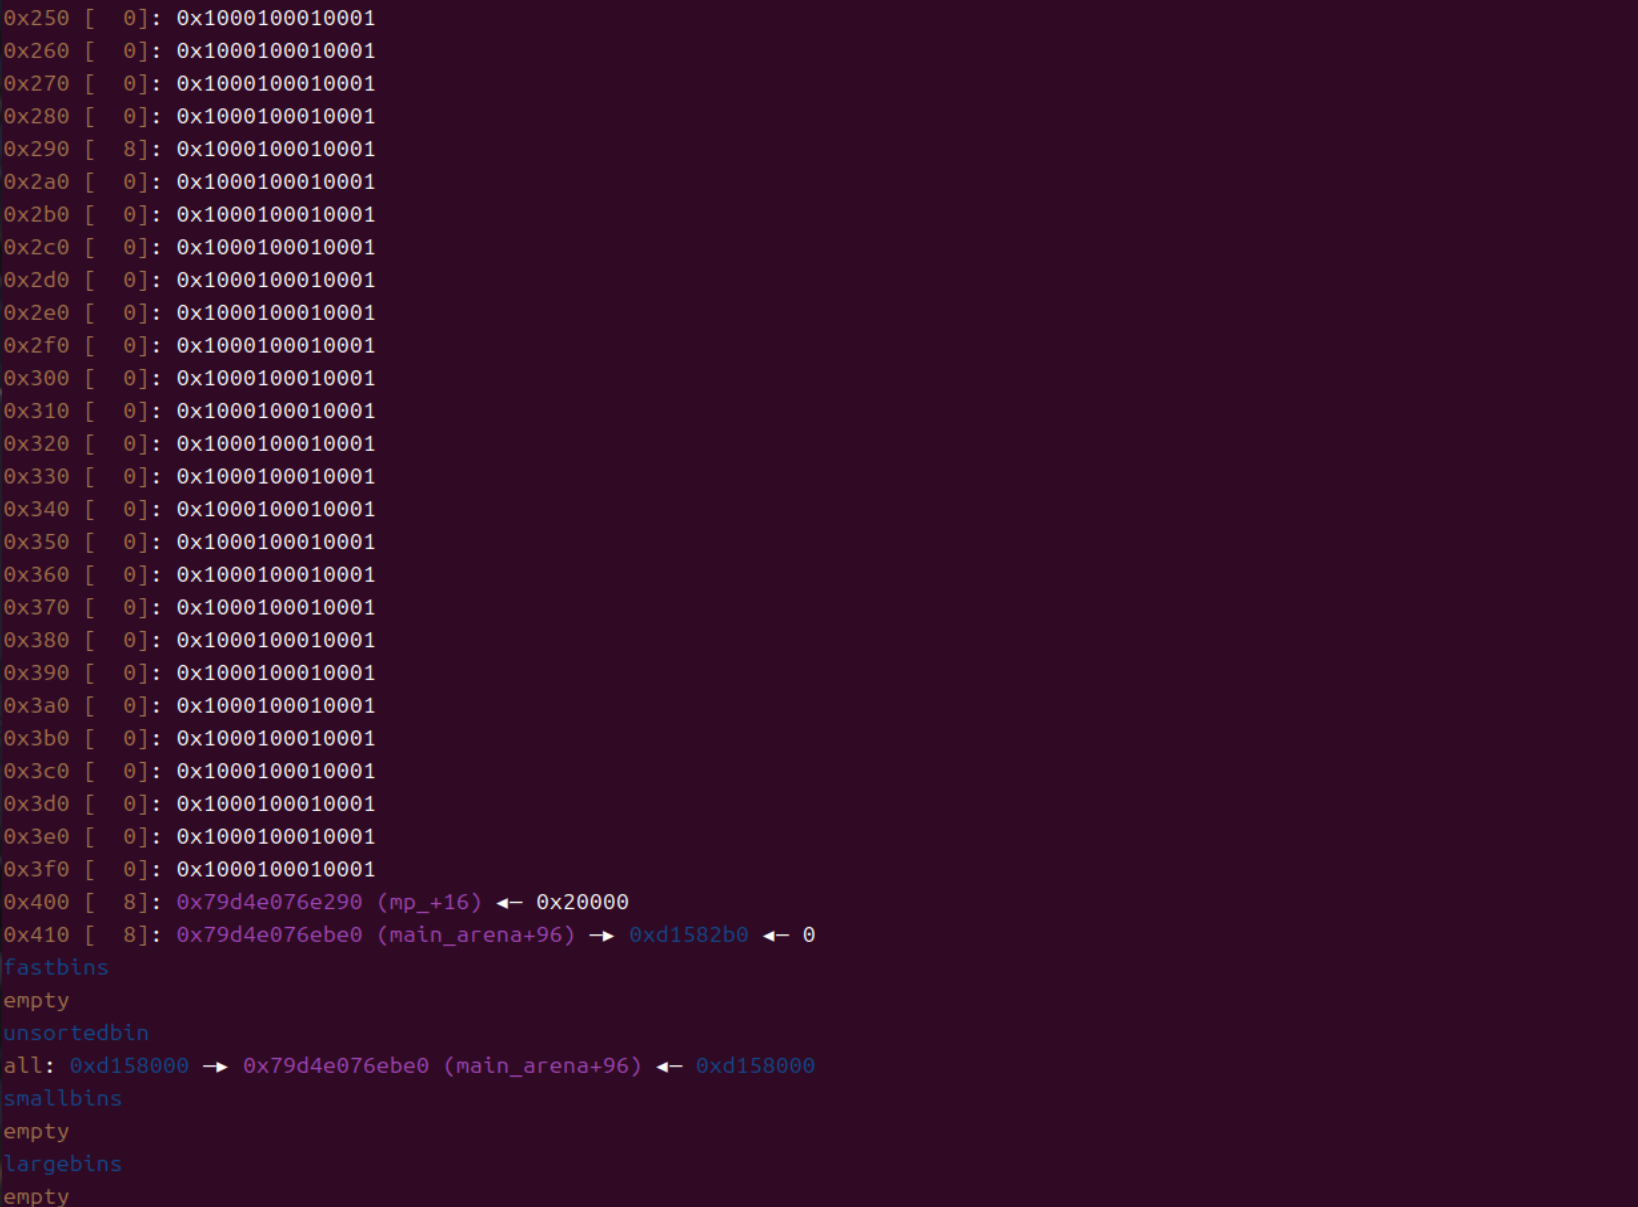 0x250 [  0]: 0x1000100010001
0x260 [  0]: 0x1000100010001
0x270 [  0]: 0x1000100010001
0x280 [  0]: 0x1000100010001
0x290 [  8]: 0x1000100010001
0x2a0 [  0]: 0x1000100010001
0x2b0 [  0]: 0x1000100010001
0x2c0 [  0]: 0x1000100010001
0x2d0 [  0]: 0x1000100010001
0x2e0 [  0]: 0x1000100010001
0x2f0 [  0]: 0x1000100010001
0x300 [  0]: 0x1000100010001
0x310 [  0]: 0x1000100010001
0x320 [  0]: 0x1000100010001
0x330 [  0]: 0x1000100010001
0x340 [  0]: 0x1000100010001
0x350 [  0]: 0x1000100010001
0x360 [  0]: 0x1000100010001
0x370 [  0]: 0x1000100010001
0x380 [  0]: 0x1000100010001
0x390 [  0]: 0x1000100010001
0x3a0 [  0]: 0x1000100010001
0x3b0 [  0]: 0x1000100010001
0x3c0 [  0]: 0x1000100010001
0x3d0 [  0]: 0x1000100010001
0x3e0 [  0]: 0x1000100010001
0x3f0 [  0]: 0x1000100010001
0x400 [  8]: 0x79d4e076e290 (mp_+16) ◂— 0x20000
0x410 [  8]: 0x79d4e076ebe0 (main_arena+96) —▸ 0xd1582b0 ◂— 0
fastbins
empty
unsortedbin
all: 0xd158000 —▸ 0x79d4e076ebe0 (main_arena+96) ◂— 0xd158000
smallbins
empty
largebins
empty